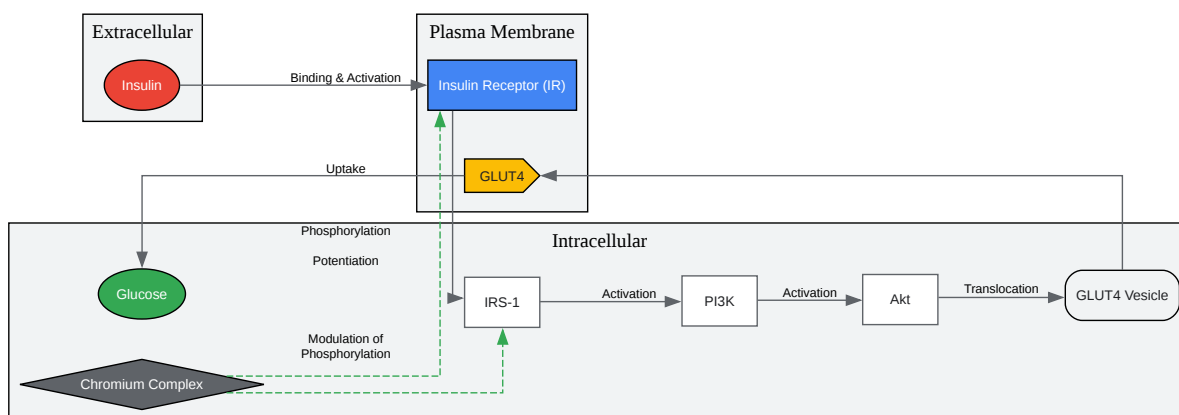 Extracellular
Plasma Membrane
Insulin
Binding & Activation
Insulin Receptor (IR)
Uptake
GLUT4
Phosphorylation
Intracellular
Potentiation
Glucose
IRS-1
Activation
PI3K
Activation
Akt
Translocation
GLUT4 Vesicle
Modulation of
Phosphorylation
Chromium Complex